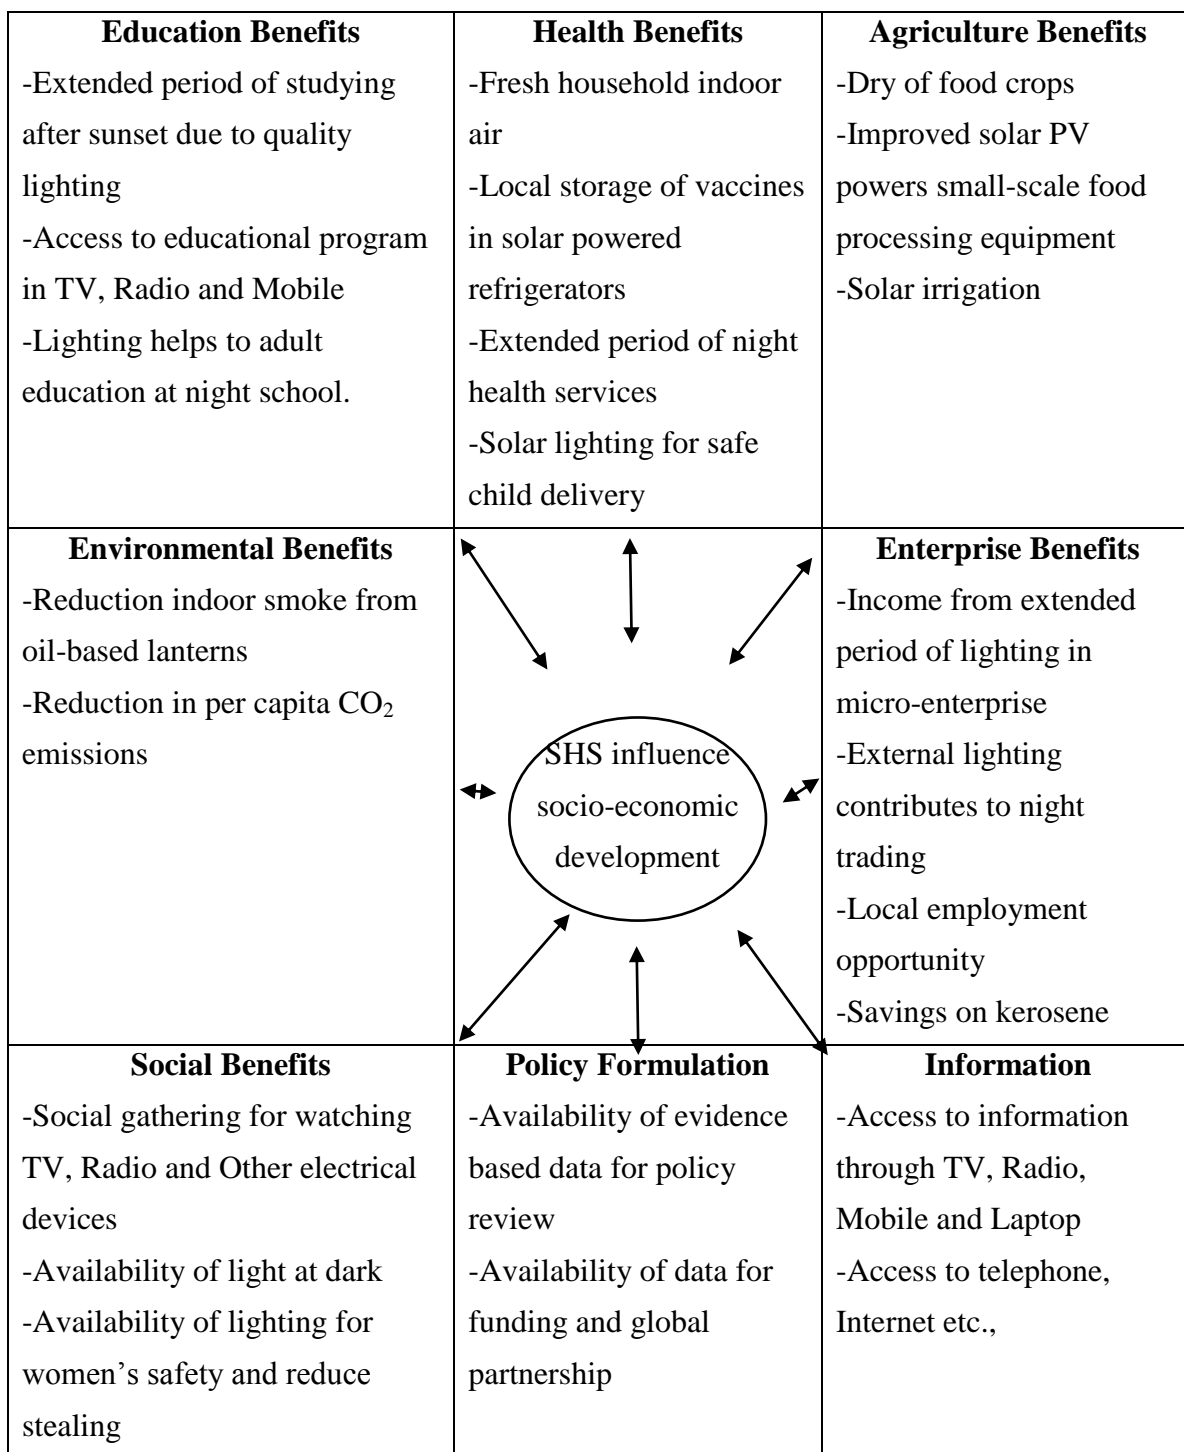 Education Benefits
-Extended period of studying
after sunset due to quality
lighting
-Access to educational program
in TV, Radio and Mobile
-Lighting helps to adult
education at night school.
Health Benefits
-Fresh household indoor
air
-Local storage of vaccines
in solar powered
refrigerators
-Extended period of night
health services
-Solar lighting for safe
child delivery
Agriculture Benefits
-Dry of food crops
-Improved solar PV
powers small-scale food
processing equipment
-Solar irrigation
Environmental Benefits
-Reduction indoor smoke from
oil-based lanterns
-Reduction in per capita CO₂
emissions
SHS influence
socio-economic
development
Enterprise Benefits
-Income from extended
period of lighting in
micro-enterprise
-External lighting
contributes to night
trading
-Local employment
opportunity
-Savings on kerosene
Social Benefits
-Social gathering for watching
TV, Radio and Other electrical
devices
-Availability of light at dark
-Availability of lighting for
women’s safety and reduce
stealing
Policy Formulation
-Availability of evidence
based data for policy
review
-Availability of data for
funding and global
partnership
Information
-Access to information
through TV, Radio,
Mobile and Laptop
-Access to telephone,
Internet etc.,